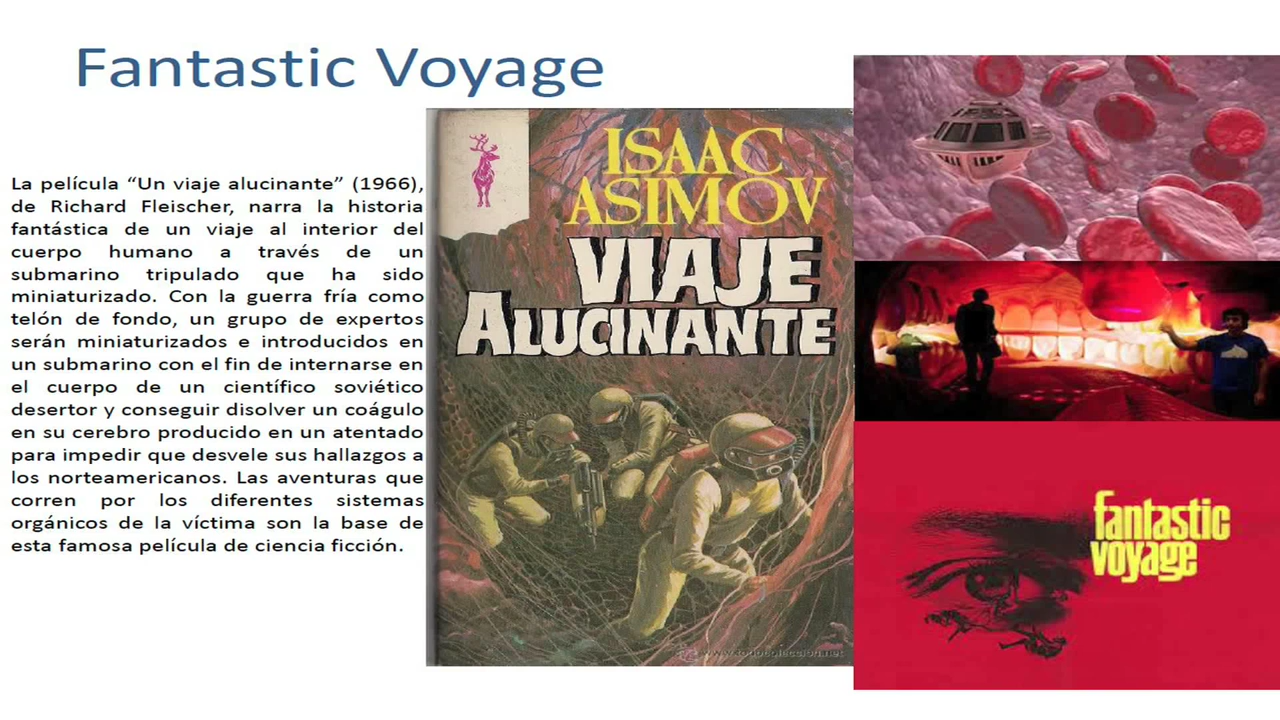 Fantastic Voyage
La película “Un viaje alucinante” (1966),
de Richard Fleischer, narra la historia
fantástica de un viaje al interior del
cuerpo humano a través de un
submarino tripulado que ha sido
miniaturizado. Con la guerra fría como
telón de fondo, un grupo de expertos
serán miniaturizados e introducidos en
un submarino con el fin de internarse en
el cuerpo de un científico soviético
desertor y conseguir disolver un coágulo
en su cerebro producido en un atentado
para impedir que desvele sus hallazgos a
los norteamericanos. Las aventuras que
corren por los diferentes sistemas
orgánicos de la víctima son la base de
esta famosa película de ciencia ficción.
ISAAC
ASIMOV
VIAJE
ALUCINANTE
www.todocoleccion.net
fantastic
voyage